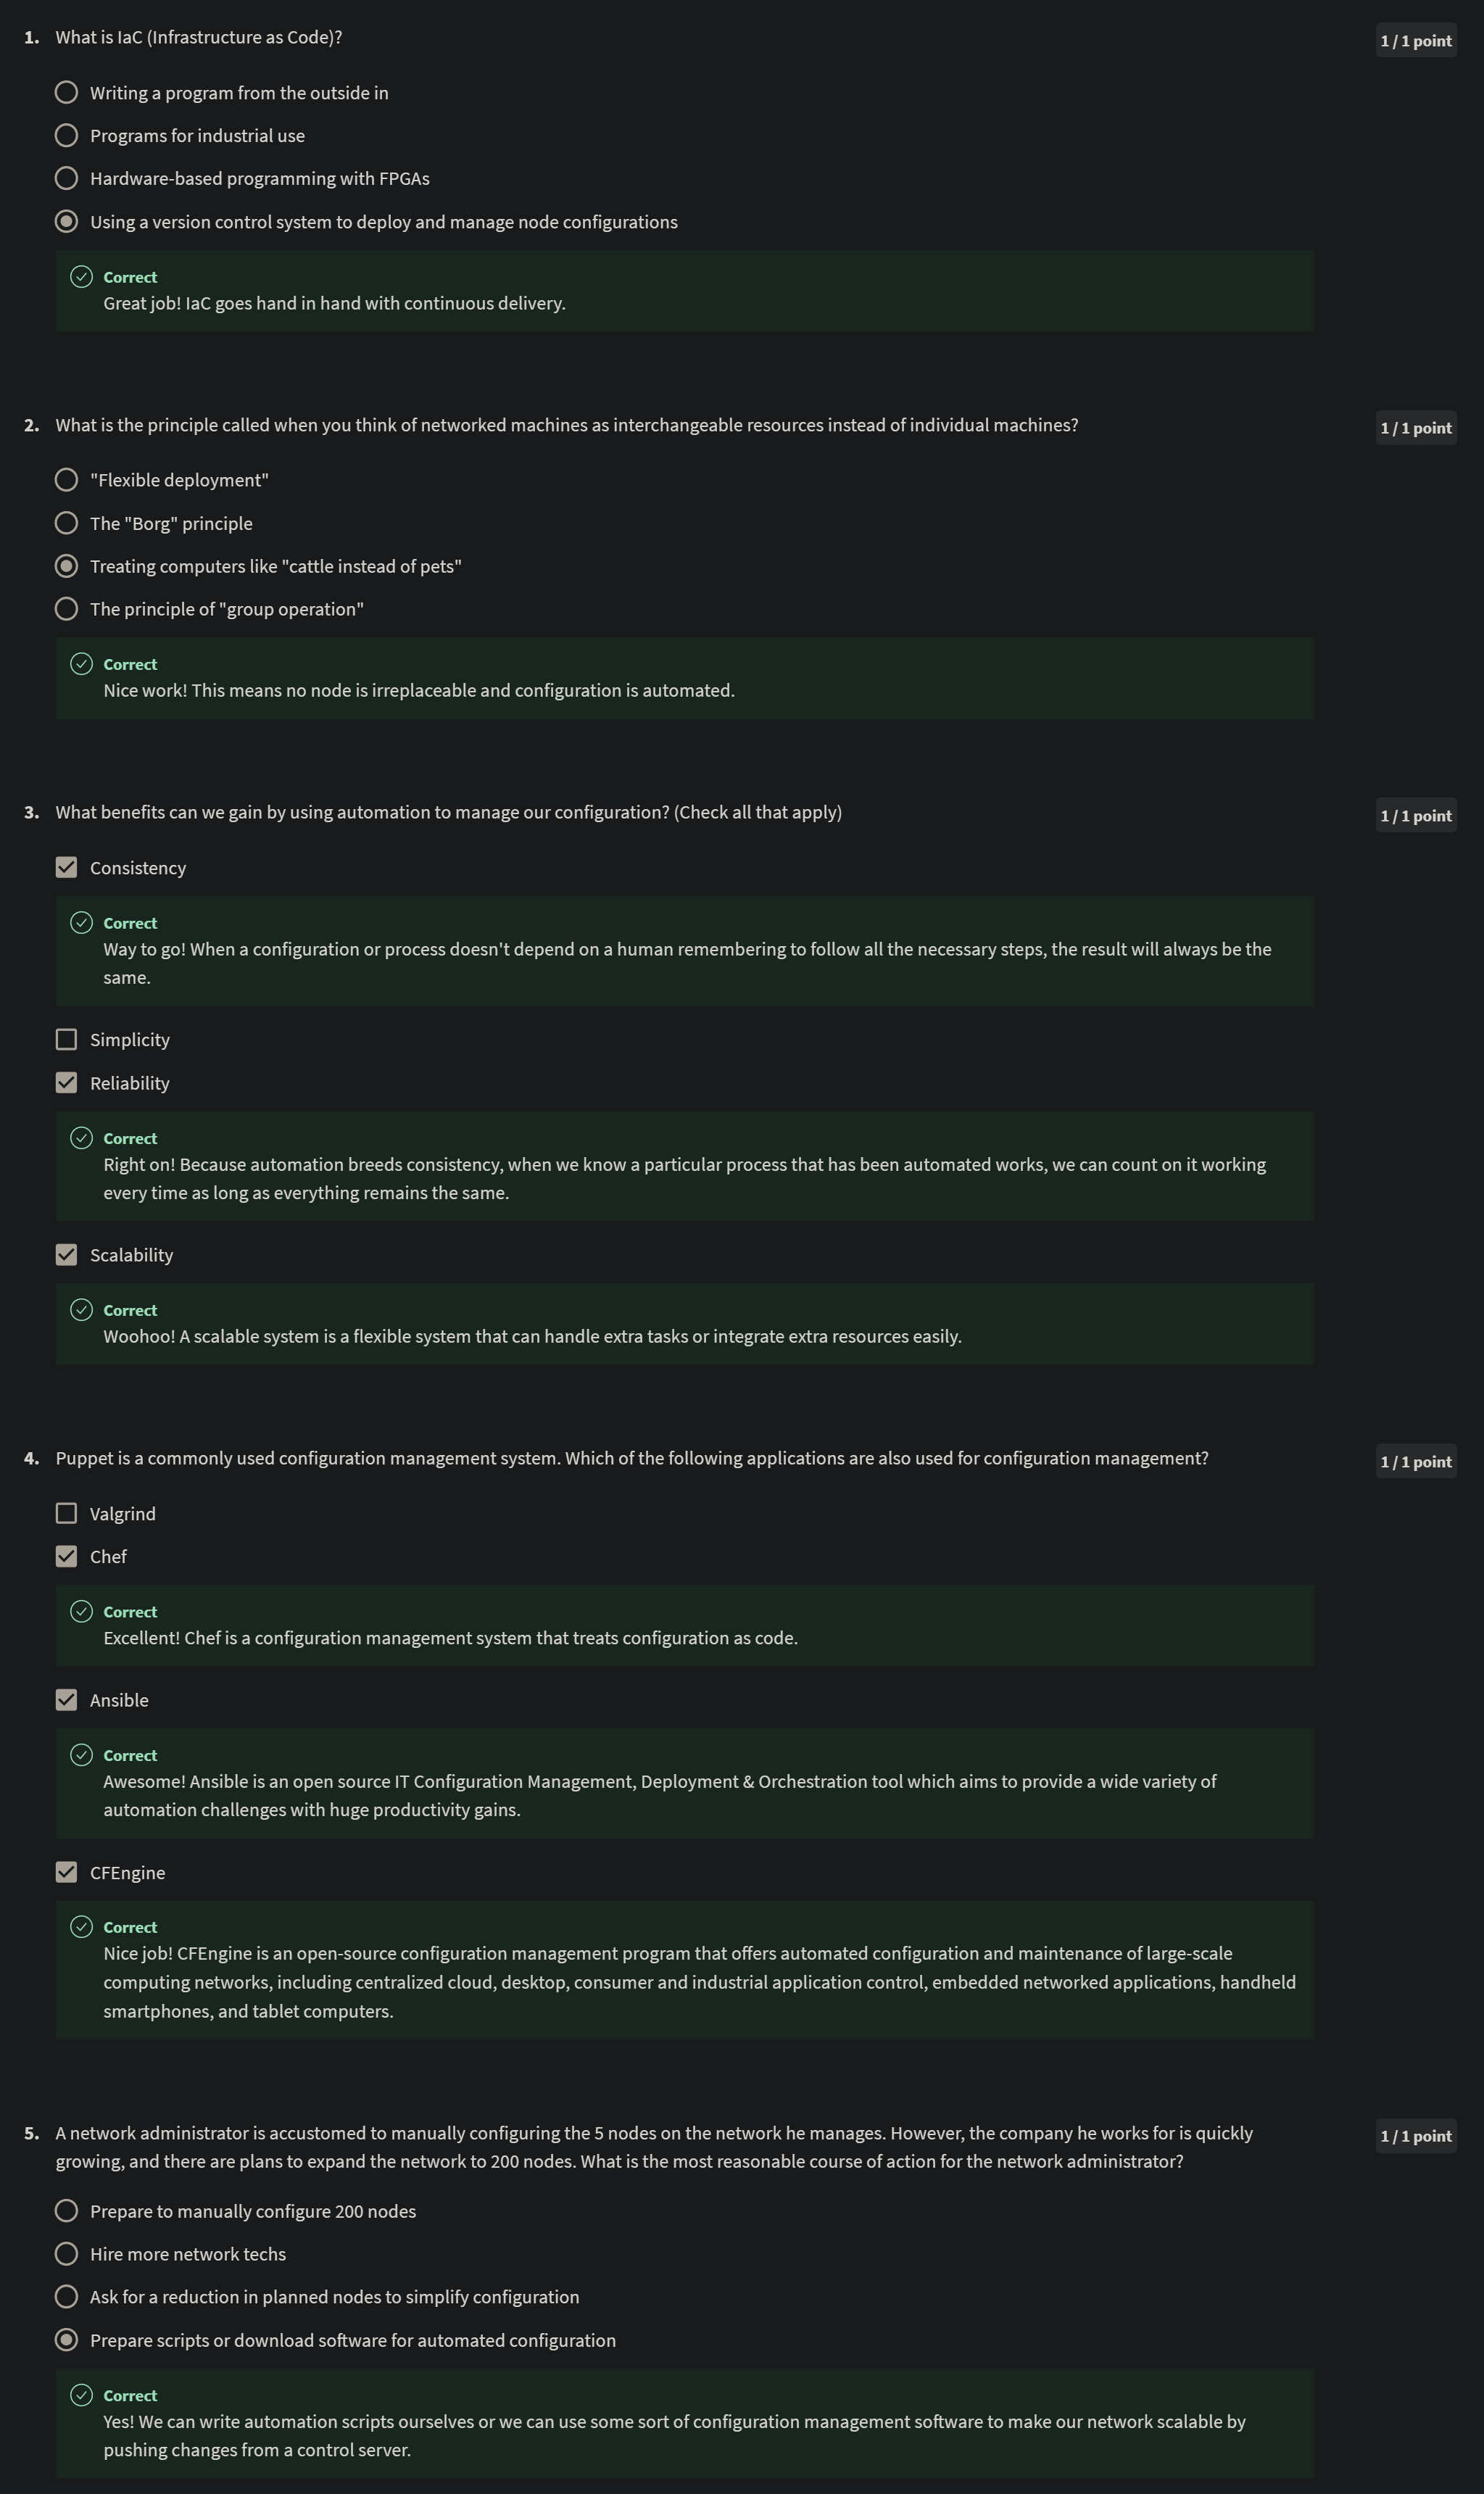 1. What is IaC (Infrastructure as Code)?
1 / 1 point
Writing a program from the outside in
Programs for industrial use
Hardware-based programming with FPGAs
Using a version control system to deploy and manage node configurations
Correct
Great job! IaC goes hand in hand with continuous delivery.
2. What is the principle called when you think of networked machines as interchangeable resources instead of individual machines?
1 / 1 point
"Flexible deployment"
The "Borg" principle
Treating computers like "cattle instead of pets"
The principle of "group operation"
Correct
Nice work! This means no node is irreplaceable and configuration is automated.
3. What benefits can we gain by using automation to manage our configuration? (Check all that apply)
1 / 1 point
Consistency
Correct
Way to go! When a configuration or process doesn't depend on a human remembering to follow all the necessary steps, the result will always be the
same.
Simplicity
Reliability
Correct
Right on! Because automation breeds consistency, when we know a particular process that has been automated works, we can count on it working
every time as long as everything remains the same.
Scalability
Correct
Woohoo! A scalable system is a flexible system that can handle extra tasks or integrate extra resources easily.
4. Puppet is a commonly used configuration management system. Which of the following applications are also used for configuration management?
1 / 1 point
Valgrind
Chef
Correct
Excellent! Chef is a configuration management system that treats configuration as code.
Ansible
Correct
Awesome! Ansible is an open source IT Configuration Management, Deployment & Orchestration tool which aims to provide a wide variety of
automation challenges with huge productivity gains.
CFEngine
Correct
Nice job! CFEngine is an open-source configuration management program that offers automated configuration and maintenance of large-scale
computing networks, including centralized cloud, desktop, consumer and industrial application control, embedded networked applications, handheld
smartphones, and tablet computers.
5. A network administrator is accustomed to manually configuring the 5 nodes on the network he manages. However, the company he works for is quickly
growing, and there are plans to expand the network to 200 nodes. What is the most reasonable course of action for the network administrator?
1 / 1 point
Prepare to manually configure 200 nodes
Hire more network techs
Ask for a reduction in planned nodes to simplify configuration
Prepare scripts or download software for automated configuration
Correct
Yes! We can write automation scripts ourselves or we can use some sort of configuration management software to make our network scalable by
pushing changes from a control server.